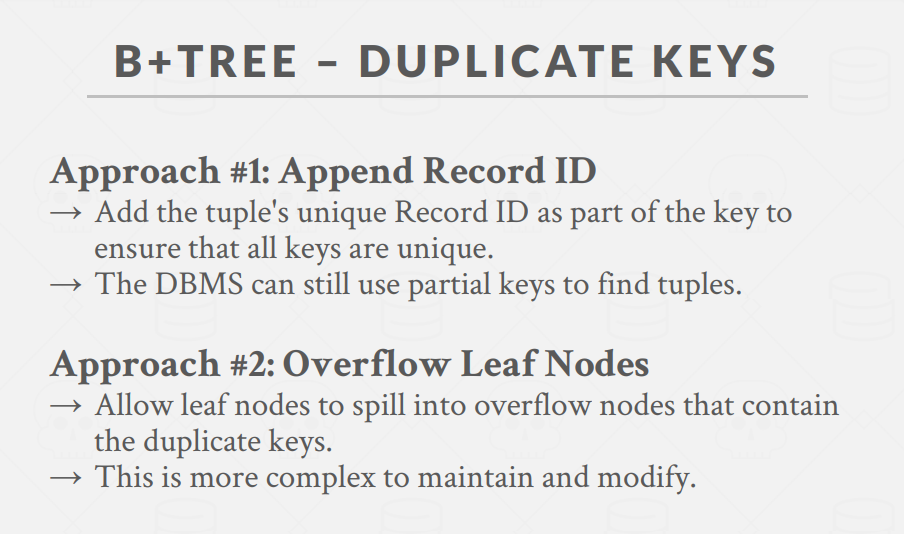 B+TREE – DUPLICATE KEYS
Approach #1: Append Record ID
→ Add the tuple's unique Record ID as part of the key to
ensure that all keys are unique.
→ The DBMS can still use partial keys to find tuples.
Approach #2: Overflow Leaf Nodes
→ Allow leaf nodes to spill into overflow nodes that contain
the duplicate keys.
→ This is more complex to maintain and modify.